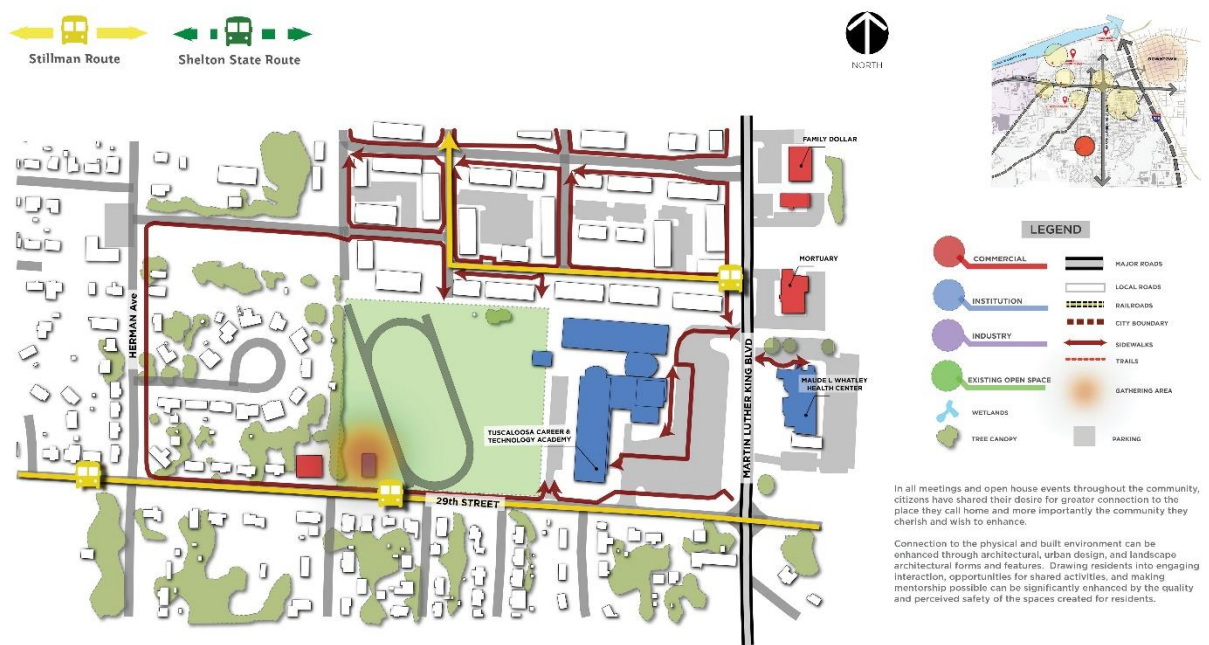 Stillman Route
Shelton State Route
NORTH
DOWNTOWN
FAMILY DOLLAR
MORTUARY
HERMAN Ave
MARTIN LUTHER KING BLVD
MAUDE L WHATLEY
HEALTH CENTER
TUSCALOOSA CAREER &
TECHNOLOGY ACADEMY
29th STREET
LEGEND
COMMERCIAL
INSTITUTION
INDUSTRY
EXISTING OPEN SPACE
WETLANDS
TREE CANOPY
MAJOR ROADS
LOCAL ROADS
RAILROADS
CITY BOUNDARY
SIDEWALKS
TRAILS
GATHERING AREA
PARKING
In all meetings and open house events throughout the community,
citizens have shared their desire for greater connection to the
place they call home and more importantly the community they
cherish and wish to enhance.
Connection to the physical and built environment can be
enhanced through architectural, urban design, and landscape
architectural forms and features. Drawing residents into engaging
interaction, opportunities for shared activities, and making
mentorship possible can be significantly enhanced by the quality
and perceived safety of the spaces created for residents.